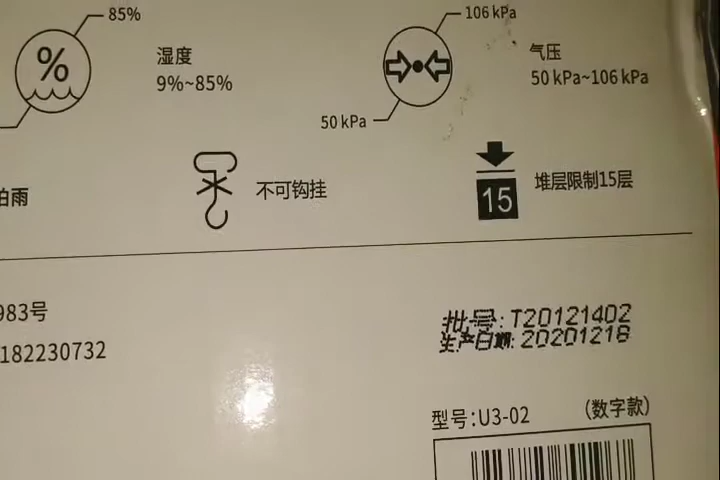 85%
%
湿度
9%~85%
106 kPa
50 kPa
气压
50 kPa~106 kPa
怕雨
不可钩挂
15
堆层限制15层
983号
182230732
批号: T20121402
生产日期: 20201218
型号:U3-02 (数字款)